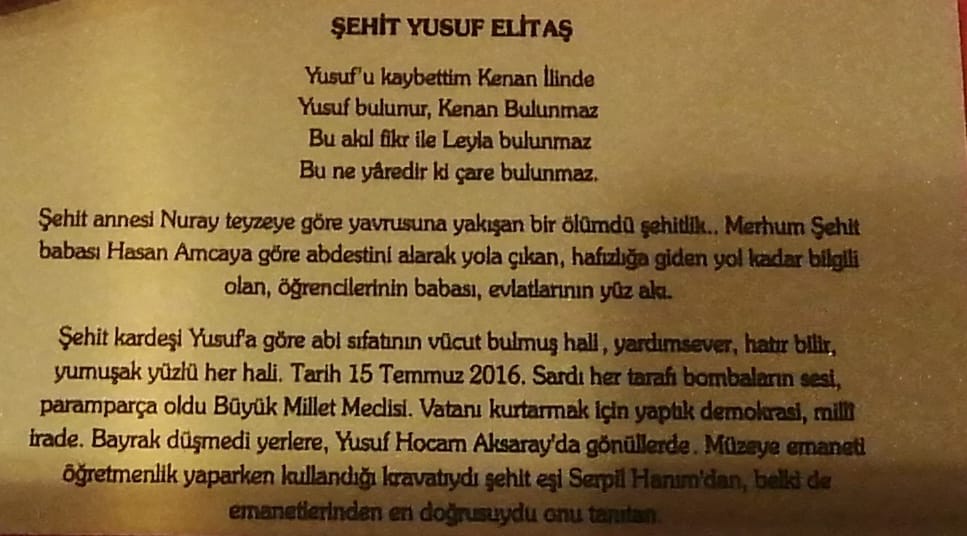 ŞEHİT YUSUF ELİTAŞ
Yusuf'u kaybettim Kenan İlinde
Yusuf bulunur, Kenan Bulunmaz
Bu akıl fikr ile Leyla bulunmaz
Bu ne yâredir ki çare bulunmaz.
Şehit annesi Nuray teyzeye göre yavrusuna yakışan bir ölümdü şehitlik.. Merhum Şehit
babası Hasan Amcaya göre abdestini alarak yola çıkan, hafızlığa giden yol kadar bilgili
olan, öğrencilerinin babası, evlatlarının yüz akı.
Şehit kardeşi Yusuf'a göre abi sıfatının vücut bulmuş hali, yardımsever, hatır bilir,
yumuşak yüzlü her hali. Tarih 15 Temmuz 2016. Sardı her tarafı bombaların sesi,
paramparça oldu Büyük Millet Meclisi. Vatanı kurtarmak için yaptık demokrasi, milli
irade. Bayrak düşmedi yerlere, Yusuf Hocam Aksaray'da gönüllerde. Müzeye emaneti
öğretmenlik yaparken kullandığı kravatıydı şehit eşi Serpil Hanım'dan, belki de
emanetlerinden en doğrusuydu onu tanıtan